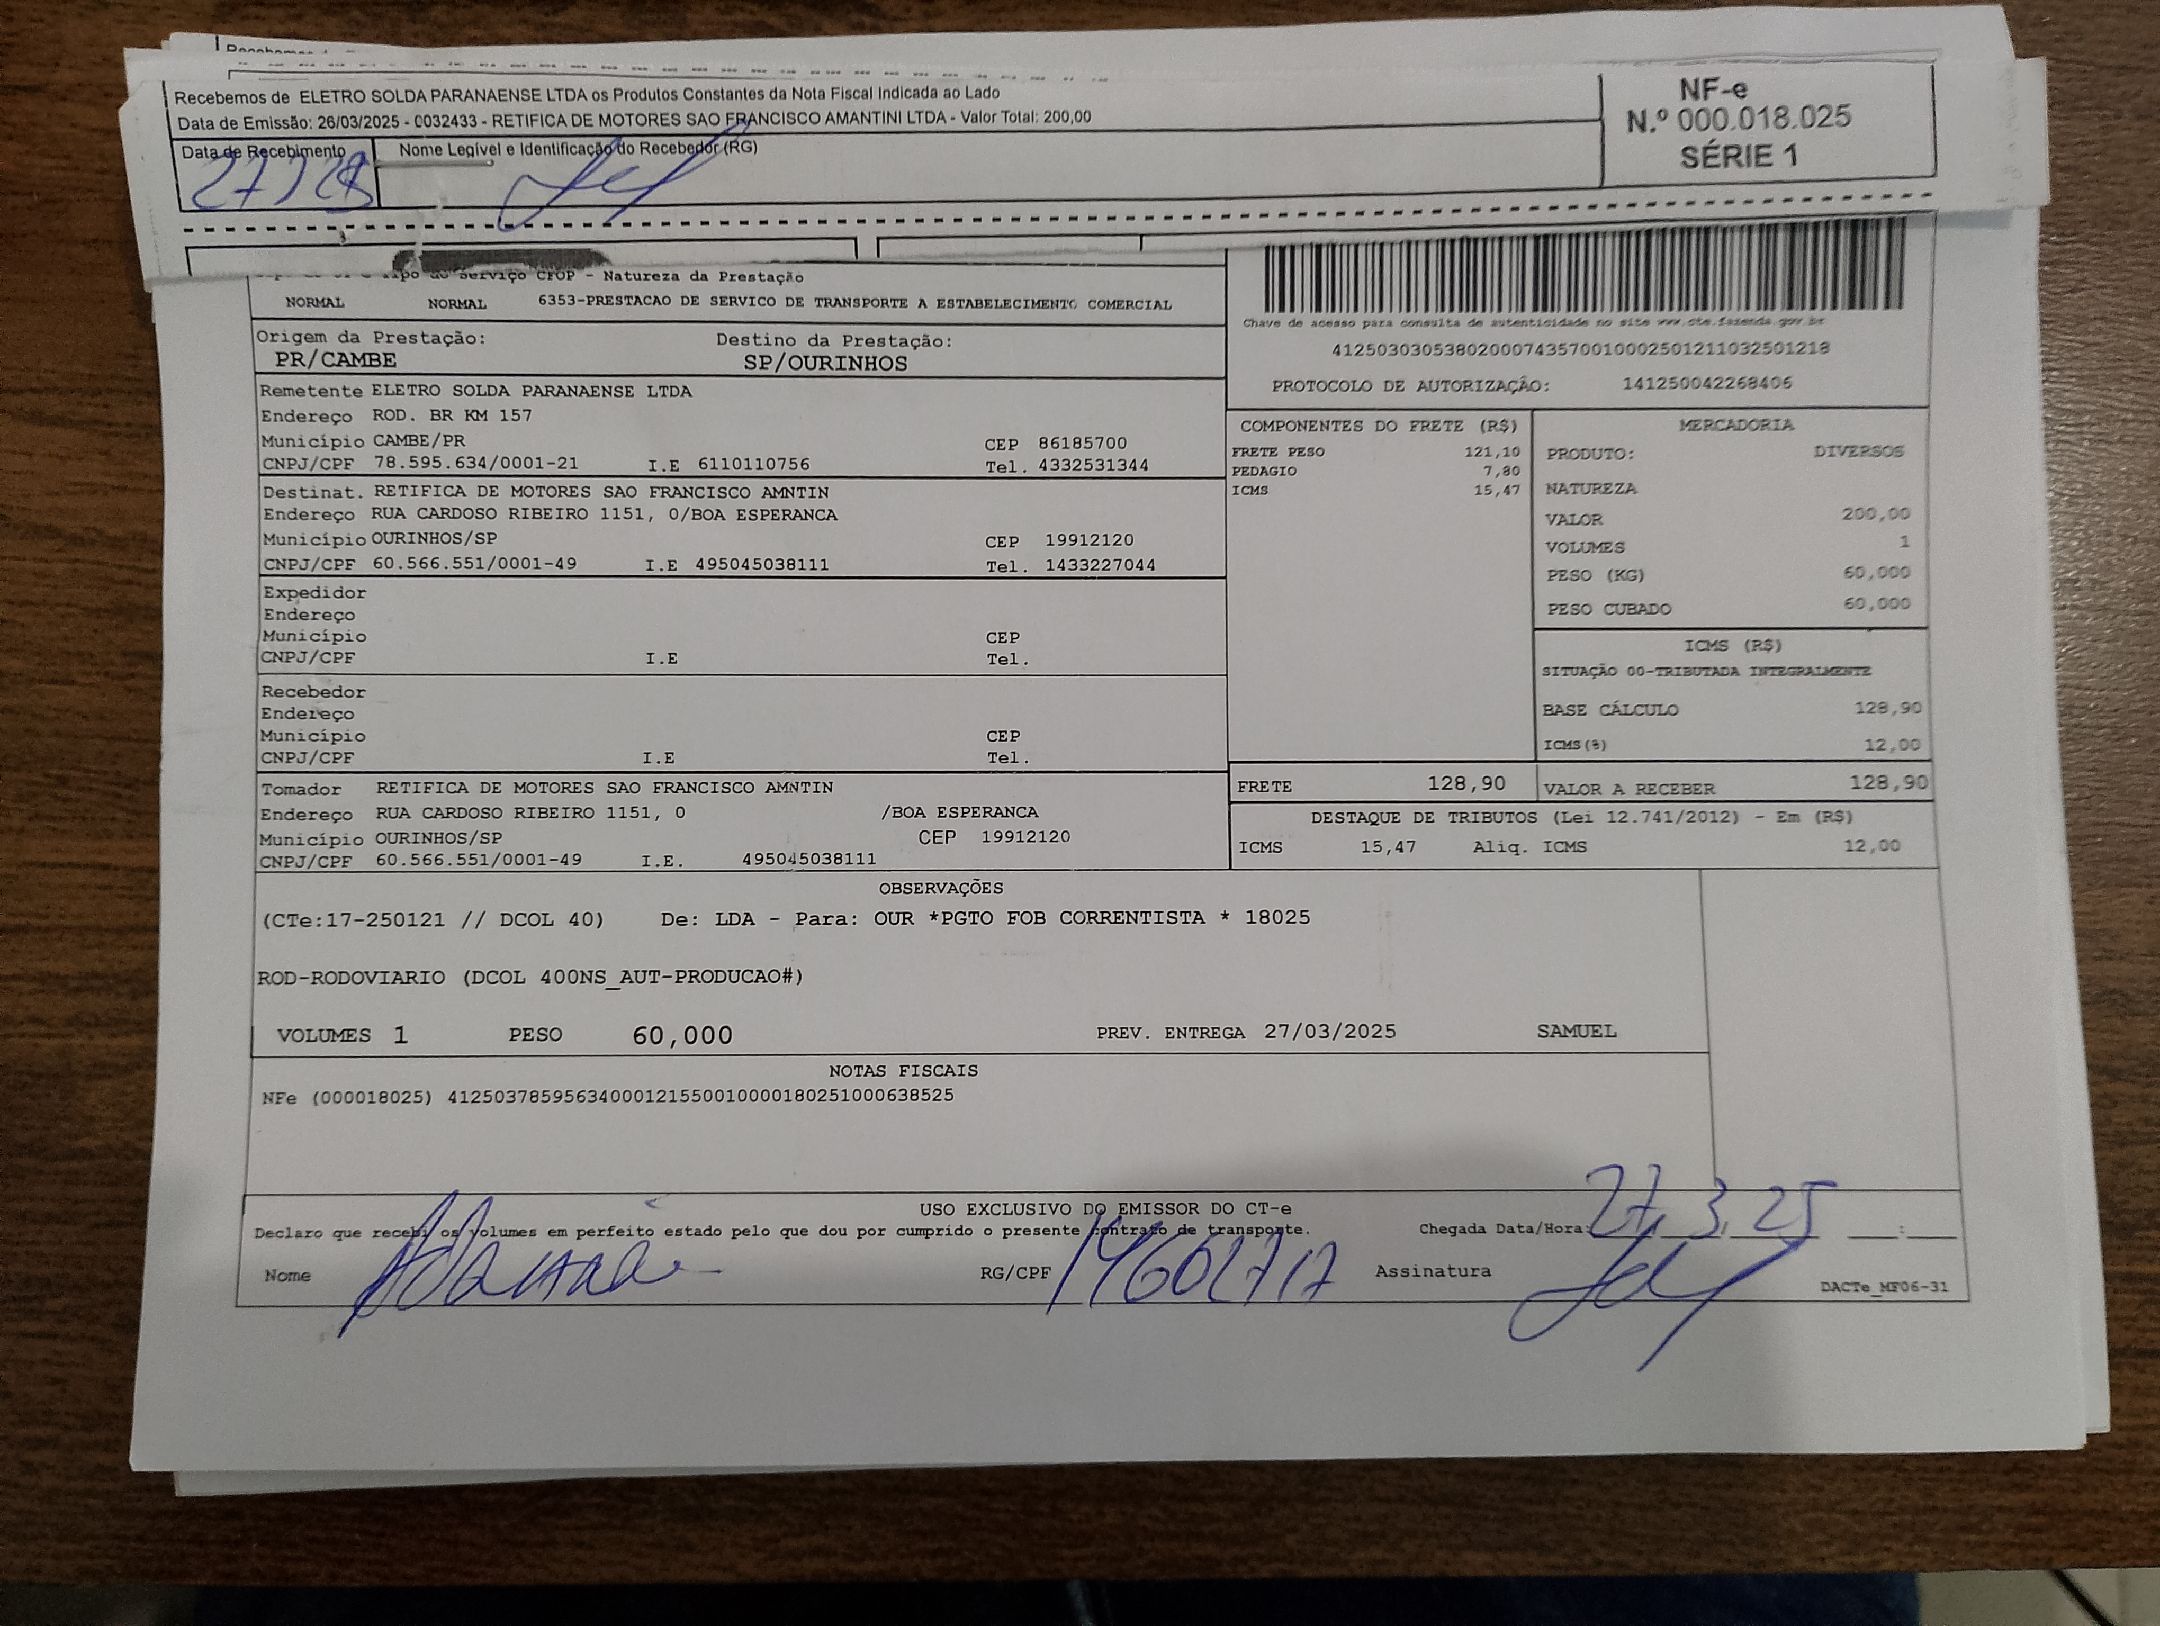 Recebemos de ELETRO SOLDA PARANAENSE LTDA os Produtos Constantes da Nota Fiscal Indicada ao Lado
Data de Emissão: 26/03/2025 - 0032433 - RETIFICA DE MOTORES SAO FRANCISCO AMANTINI LTDA - Valor Total: 200,00
Data de Recebimento Nome Legível e Identificação do Recebedor (RG)
NF-e
N.º 000.018.025
SÉRIE 1
Serviço CFOP - Natureza da Prestação
NORMAL NORMAL 6353-PRESTACAO DE SERVICO DE TRANSPORTE A ESTABELECIMENTO COMERCIAL
Origem da Prestação: Destino da Prestação:
PR/CAMBE SP/OURINHOS
Chave de acesso para consulta de autenticidade no site www.cte.fazenda.gov.br
41250303053802000743570010002501211032501218
PROTOCOLO DE AUTORIZAÇÃO: 141250042268406
Remetente ELETRO SOLDA PARANAENSE LTDA
Endereço ROD. BR KM 157
Município CAMBE/PR CEP 86185700
CNPJ/CPF 78.595.634/0001-21 I.E 6110110756 Tel. 4332531344
Destinat. RETIFICA DE MOTORES SAO FRANCISCO AMNTIN
Endereço RUA CARDOSO RIBEIRO 1151, 0/BOA ESPERANCA
Município OURINHOS/SP CEP 19912120
CNPJ/CPF 60.566.551/0001-49 I.E 495045038111 Tel. 1433227044
Expedidor
Endereço
Município CEP
CNPJ/CPF I.E Tel.
Recebedor
Endereço
Município CEP
CNPJ/CPF I.E Tel.
Tomador RETIFICA DE MOTORES SAO FRANCISCO AMNTIN
Endereço RUA CARDOSO RIBEIRO 1151, 0 /BOA ESPERANCA
Município OURINHOS/SP CEP 19912120
CNPJ/CPF 60.566.551/0001-49 I.E. 495045038111
COMPONENTES DO FRETE (R$)
FRETE PESO 121,10
PEDAGIO 7,80
ICMS 15,47
MERCADORIA
PRODUTO: DIVERSOS
NATUREZA
VALOR 200,00
VOLUMES 1
PESO (KG) 60,000
PESO CUBADO 60,000
ICMS (R$)
SITUAÇÃO 00-TRIBUTADA INTEGRALMENTE
BASE CÁLCULO 128,90
ICMS(%) 12,00
FRETE 128,90 VALOR A RECEBER 128,90
DESTAQUE DE TRIBUTOS (Lei 12.741/2012) - Em (R$)
ICMS 15,47 Aliq. ICMS 12,00
OBSERVAÇÕES
(CTe:17-250121 // DCOL 40) De: LDA - Para: OUR *PGTO FOB CORRENTISTA * 18025
ROD-RODOVIARIO (DCOL 400NS_AUT-PRODUCAO#)
VOLUMES 1 PESO 60,000 PREV. ENTREGA 27/03/2025 SAMUEL
NOTAS FISCAIS
NFe (000018025) 41250378595634000121550010000180251000638525
USO EXCLUSIVO DO EMISSOR DO CT-e
Declaro que recebi os volumes em perfeito estado pelo que dou por cumprido o presente contrato de transporte. Chegada Data/Hora: 27 3 25 :
Nome RG/CPF Assinatura
DACTe_MF06-31